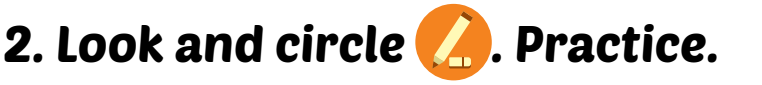 2. Look and circle . Practice.